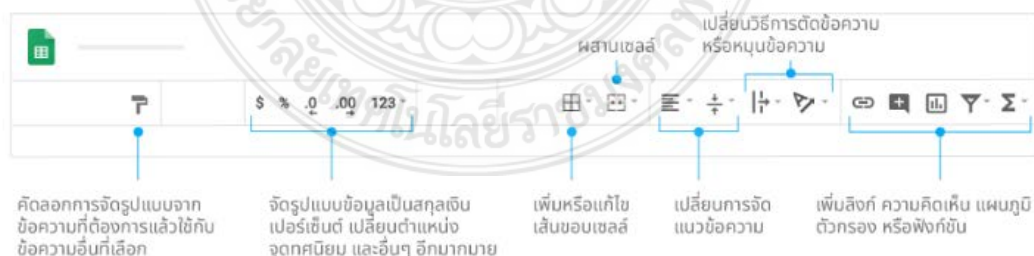 เปลี่ยนวิธีการตัดข้อความ
ผสานเซลล์ หรือหมุนข้อความ
$ % .0 .00 123
คัดลอกการจัดรูปแบบจาก
ข้อความที่ต้องการแล้วใช้กับ
ข้อความอื่นที่เลือก
จัดรูปแบบข้อมูลเป็นสกุลเงิน
เปอร์เซ็นต์ เปลี่ยนตำแหน่ง
จุดทศนิยม และอื่นๆ อีกมากมาย
เพิ่มหรือแก้ไข
เส้นขอบเซลล์
เปลี่ยนการจัด
แนวข้อความ
เพิ่มลิงก์ ความคิดเห็น แผนภูมิ
ตัวกรอง หรือฟังก์ชัน